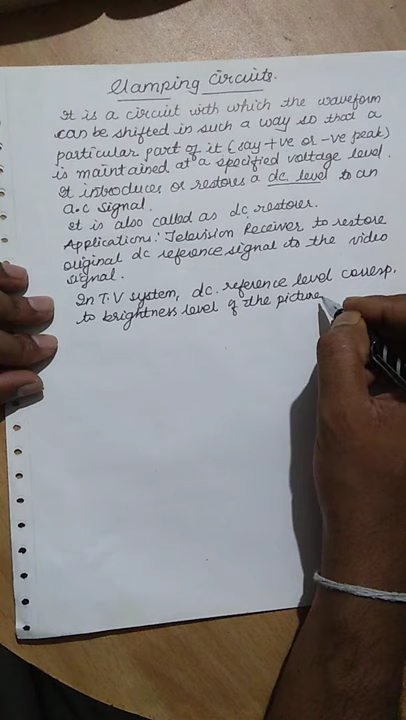 Clamping Circuits.
It is a circuit with which the waveform
can be shifted in such a way so that a
particular part of it (say +ve or -ve peak)
is maintained at a specified voltage level.
It introduces or restores a dc. level to an
a.c signal.
It is also called as dc restorer.
Applications: Television Receiver to restore
original dc reference signal to the video
signal.
In T.V system, dc. reference level corresp.
to brightness level of the picture